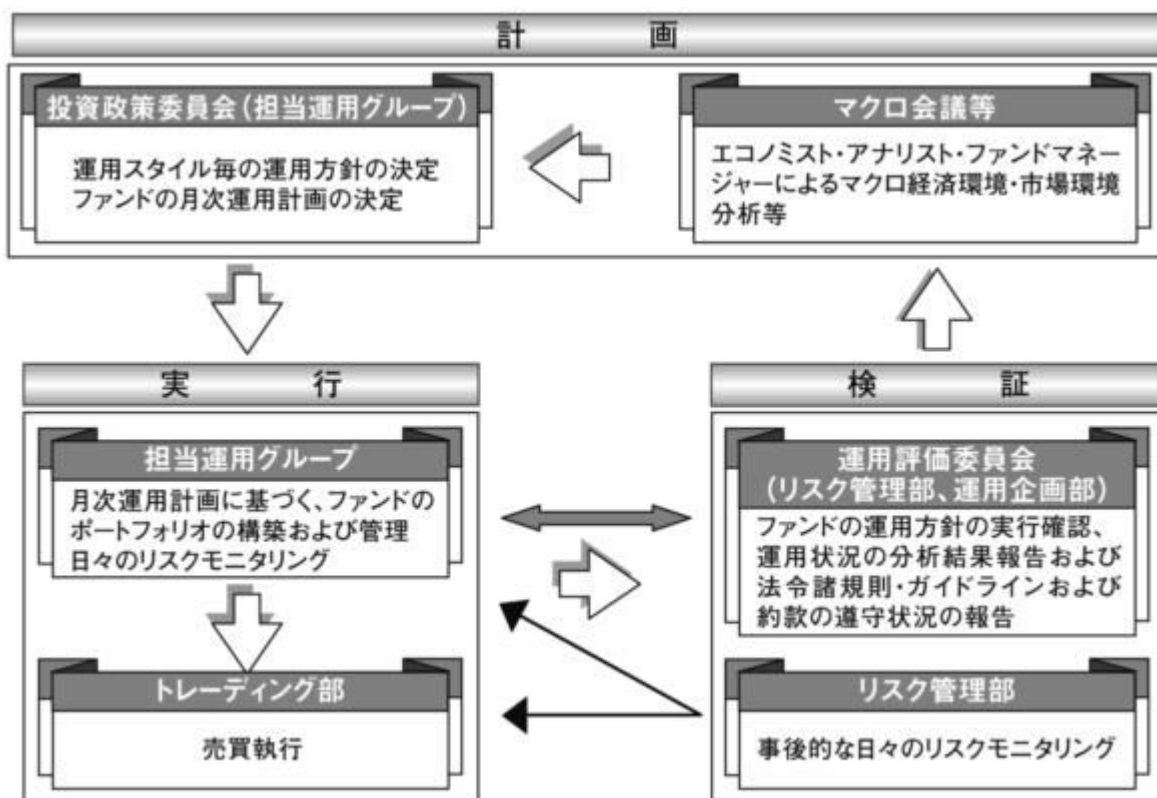 計　画
投資政策委員会（担当運用グループ）
運用スタイル毎の運用方針の決定
ファンドの月次運用計画の決定
マクロ会議等
エコノミスト・アナリスト・ファンドマネー
ジャーによるマクロ経済環境・市場環境
分析等
実　行
担当運用グループ
月次運用計画に基づく、ファンドの
ポートフォリオの構築および管理
日々のリスクモニタリング
トレーディング部
売買執行
検　証
運用評価委員会
（リスク管理部、運用企画部）
ファンドの運用方針の実行確認、
運用状況の分析結果報告および
法令諸規則・ガイドラインおよび
約款の遵守状況の報告
リスク管理部
事後的な日々のリスクモニタリング